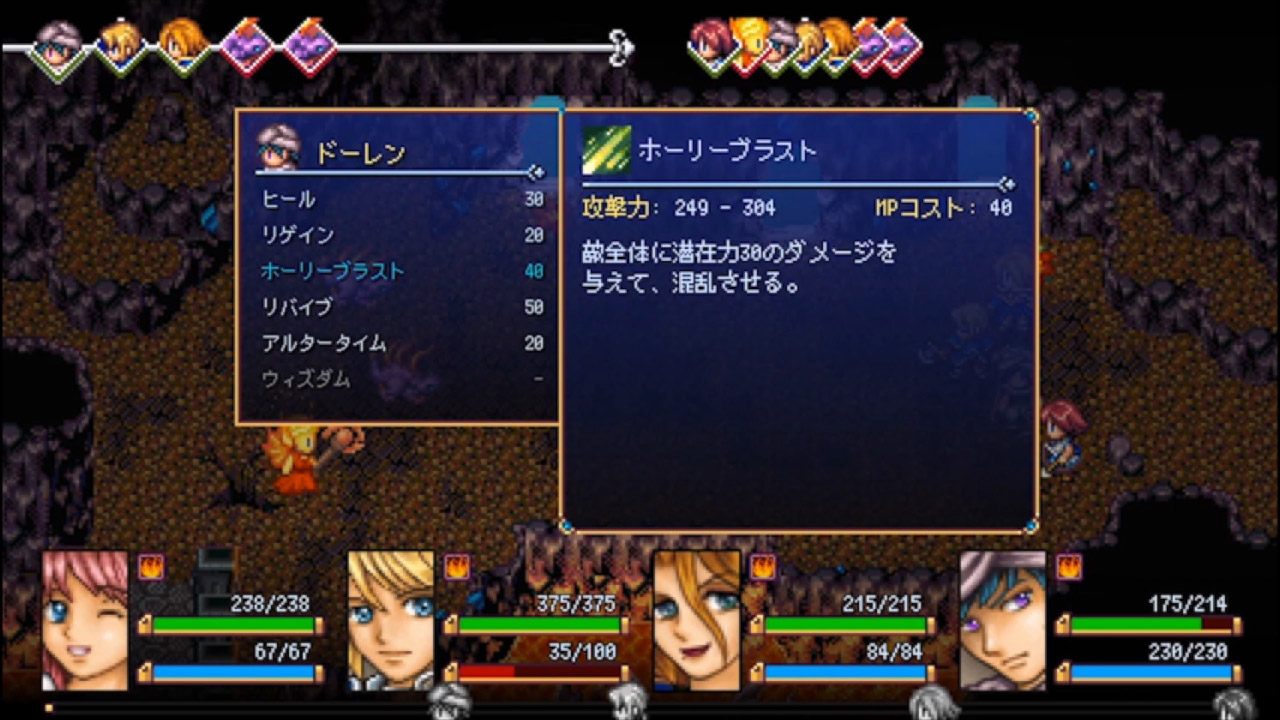 ドーレン
ヒール 30
リゲイン 20
ホーリーブラスト 40
リバイブ 50
アルタータイム 20
ウィズダム -
ホーリーブラスト
攻撃力: 249 - 304 MPコスト: 40
敵全体に潜在力30のダメージを
与えて、混乱させる。
238/238
67/67
375/375
35/100
215/215
84/84
175/214
230/230